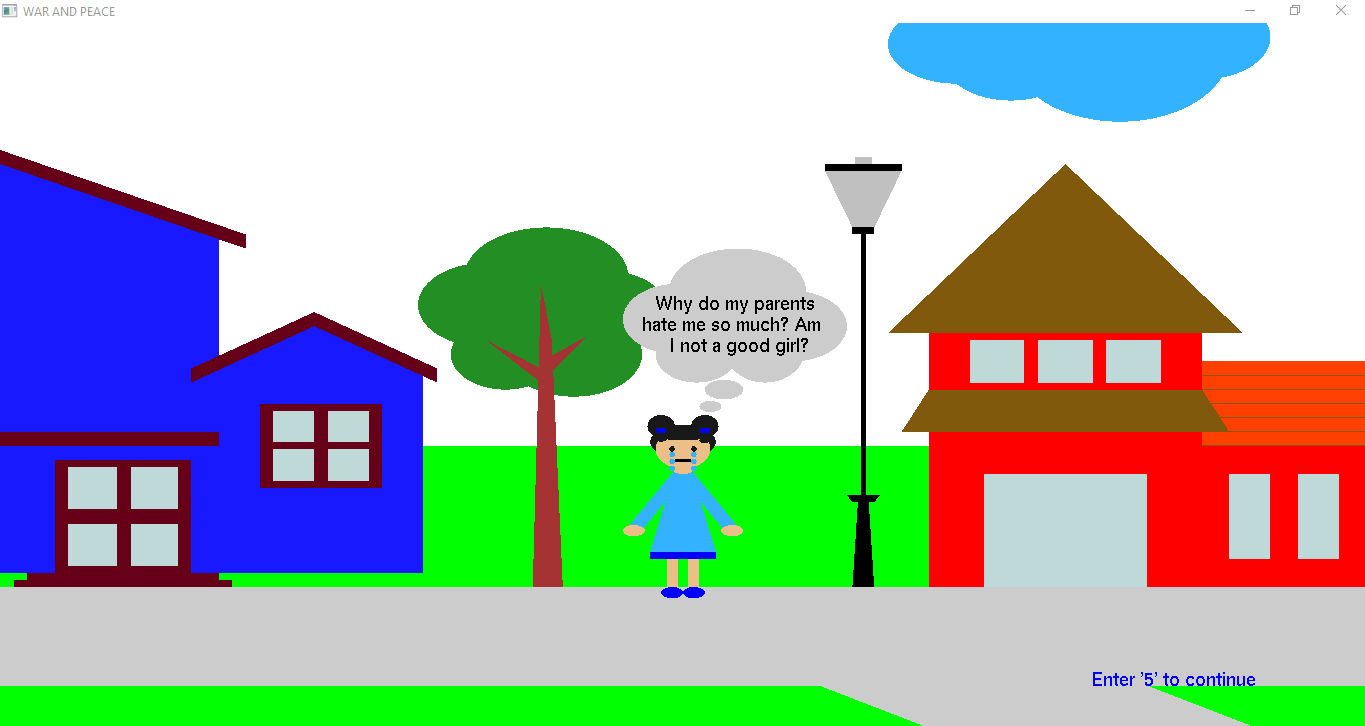 WAR AND PEACE
Why do my parents
hate me so much? Am
I not a good girl?
Enter '5' to continue